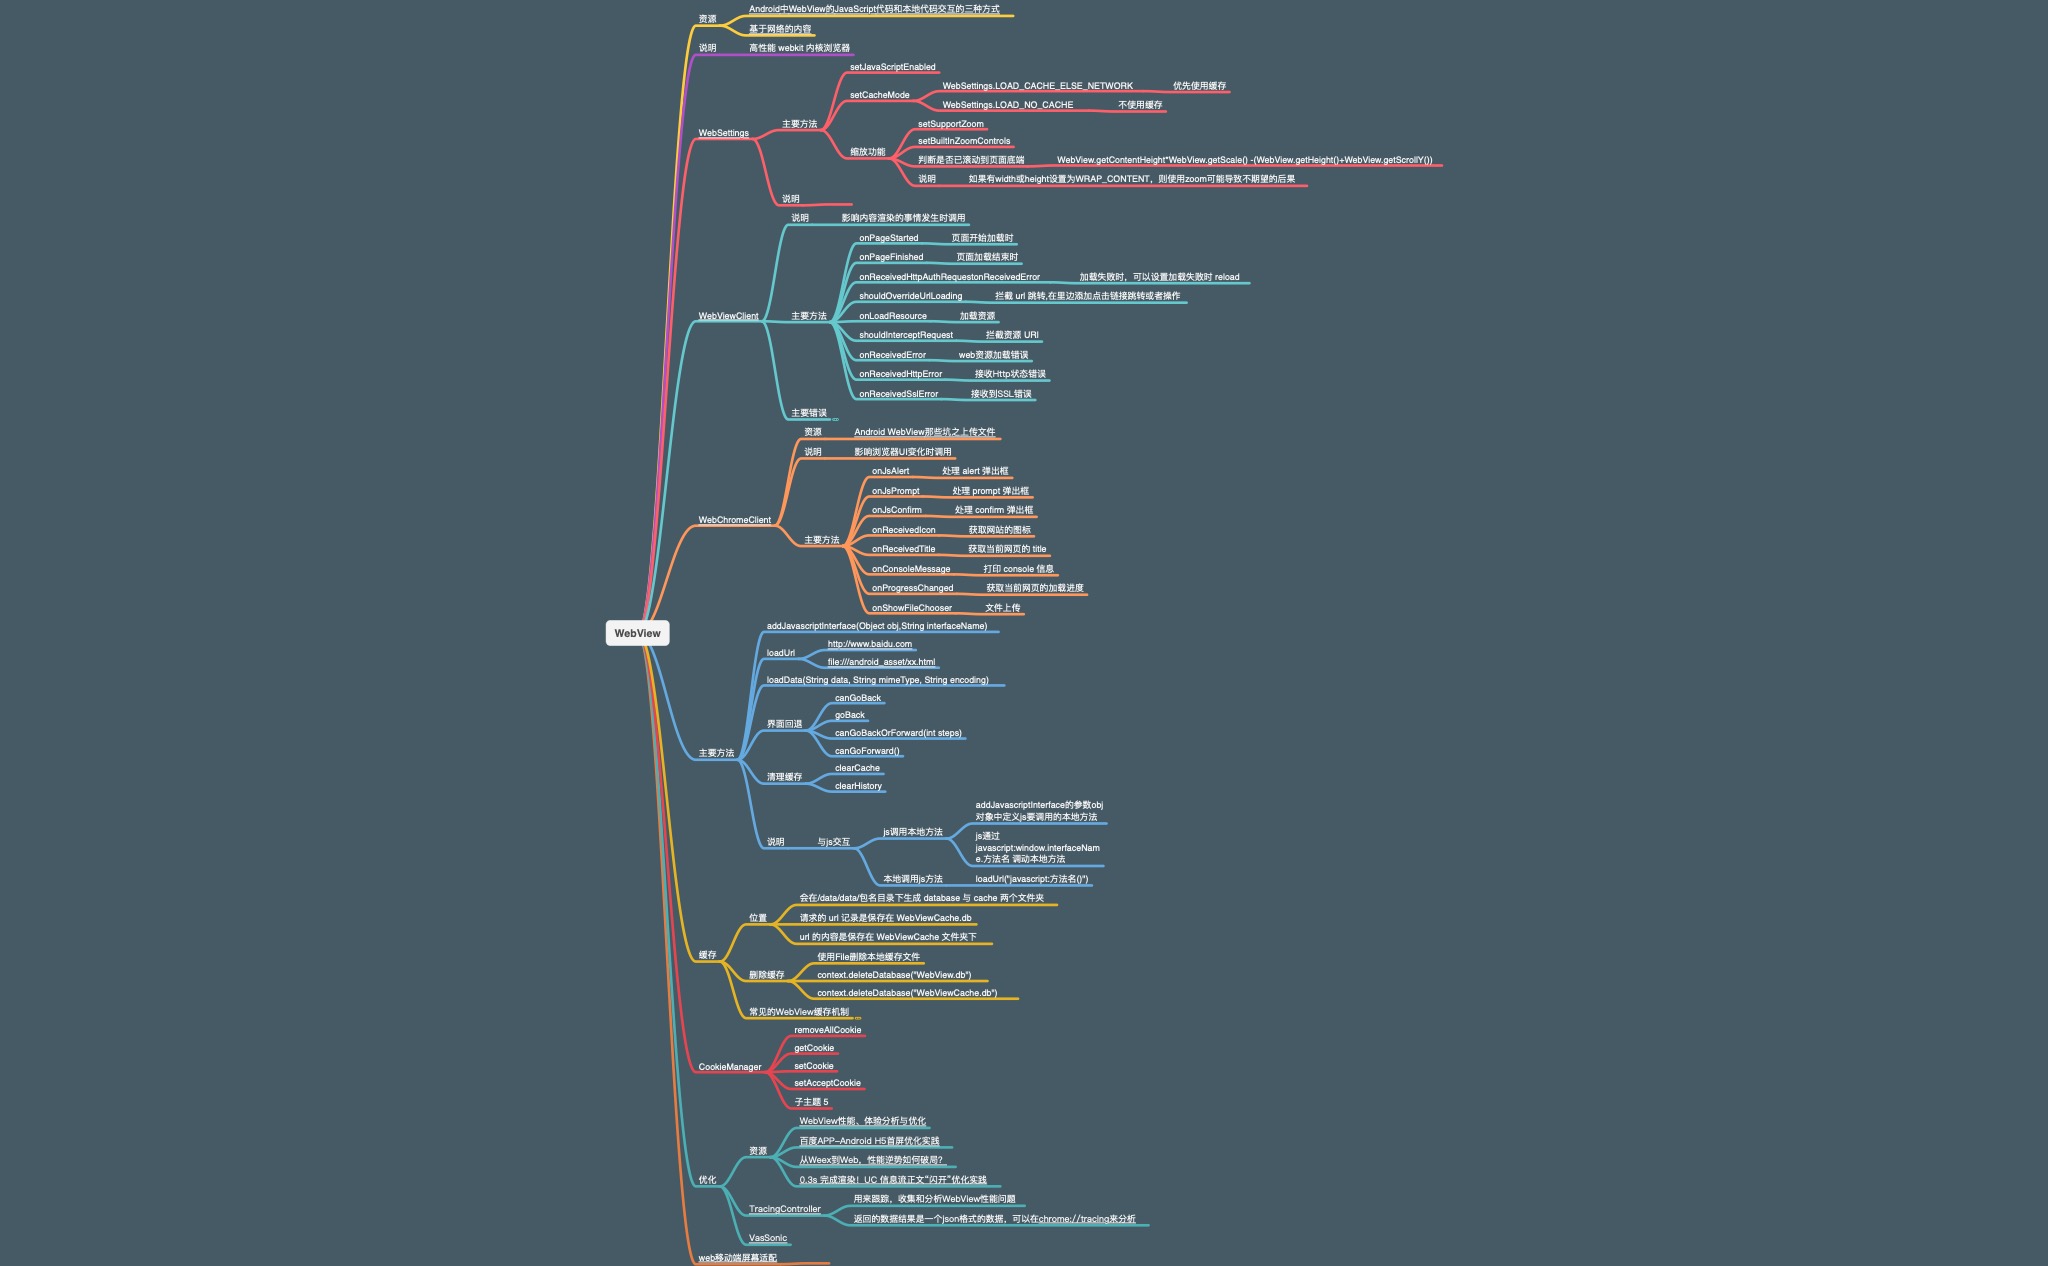 资源
Android中WebView的JavaScript代码和本地代码交互的三种方式
基于网络的内容
说明
高性能 webkit 内核浏览器
WebSettings
主要方法
setJavaScriptEnabled
setCacheMode
WebSettings.LOAD_CACHE_ELSE_NETWORK
优先使用缓存
WebSettings.LOAD_NO_CACHE
不使用缓存
缩放功能
setSupportZoom
setBuiltInZoomControls
判断是否已滚动到页面底端
WebView.getContentHeight*WebView.getScale() -(WebView.getHeight()+WebView.getScrollY())
说明
如果有width或height设置为WRAP_CONTENT，则使用zoom可能导致不期望的后果
说明
WebViewClient
说明
影响内容渲染的事情发生时调用
主要方法
onPageStarted
页面开始加载时
onPageFinished
页面加载结束时
onReceivedHttpAuthRequestonReceivedError
加载失败时，可以设置加载失败时 reload
shouldOverrideUrlLoading
拦截 url 跳转,在里边添加点击链接跳转或者操作
onLoadResource
加载资源
shouldInterceptRequest
拦截资源 URI
onReceivedError
web资源加载错误
onReceivedHttpError
接收Http状态错误
onReceivedSslError
接收到SSL错误
主要错误
WebChromeClient
资源
Android WebView那些坑之上传文件
说明
影响浏览器UI变化时调用
主要方法
onJsAlert
处理 alert 弹出框
onJsPrompt
处理 prompt 弹出框
onJsConfirm
处理 confirm 弹出框
onReceivedIcon
获取网站的图标
onReceivedTitle
获取当前网页的 title
onConsoleMessage
打印 console 信息
onProgressChanged
获取当前网页的加载进度
onShowFileChooser
文件上传
WebView
主要方法
addJavascriptInterface(Object obj,String interfaceName)
loadUrl
http://www.baidu.com
file:///android_asset/xx.html
loadData(String data, String mimeType, String encoding)
界面回退
canGoBack
goBack
canGoBackOrForward(int steps)
canGoForward()
清理缓存
clearCache
clearHistory
说明
与js交互
js调用本地方法
addJavascriptInterface的参数obj
对象中定义js要调用的本地方法
js通过
javascript:window.interfaceNam
e.方法名 调动本地方法
本地调用js方法
loadUrl("javascript:方法名()")
缓存
位置
会在/data/data/包名目录下生成 database 与 cache 两个文件夹
请求的 url 记录是保存在 WebViewCache.db
url 的内容是保存在 WebViewCache 文件夹下
删除缓存
使用File删除本地缓存文件
context.deleteDatabase("WebView.db")
context.deleteDatabase("WebViewCache.db")
常见的WebView缓存机制
CookieManager
removeAllCookie
getCookie
setCookie
setAcceptCookie
子主题 5
优化
资源
WebView性能、体验分析与优化
百度APP-Android H5首屏优化实践
从Weex到Web，性能逆势如何破局？
0.3s 完成渲染！UC 信息流正文“闪开”优化实践
TracingController
用来跟踪，收集和分析WebView性能问题
返回的数据结果是一个json格式的数据，可以在chrome://tracing来分析
VasSonic
web移动端屏幕适配